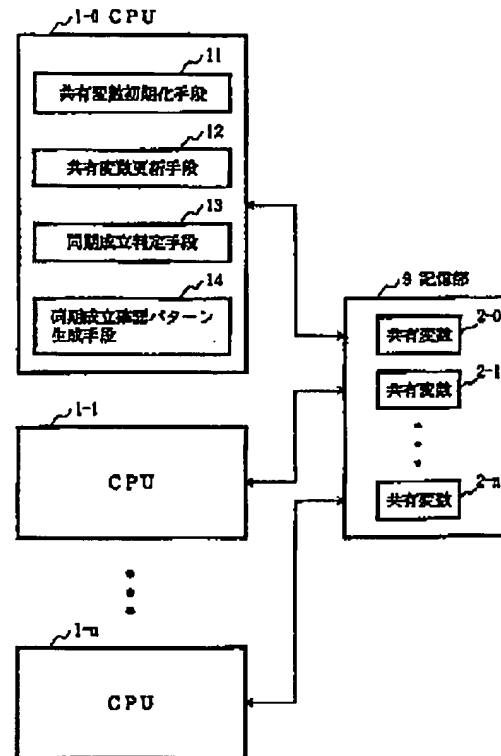 1-0 CPU
11
共有変数初期化手段
12
共有変数更新手段
13
同期成立判定手段
14
同期成立確認パターン
生成手段
1-1
CPU
1-n
CPU
3 記憶部
2-0
共有変数
2-1
共有変数
2-n
共有変数